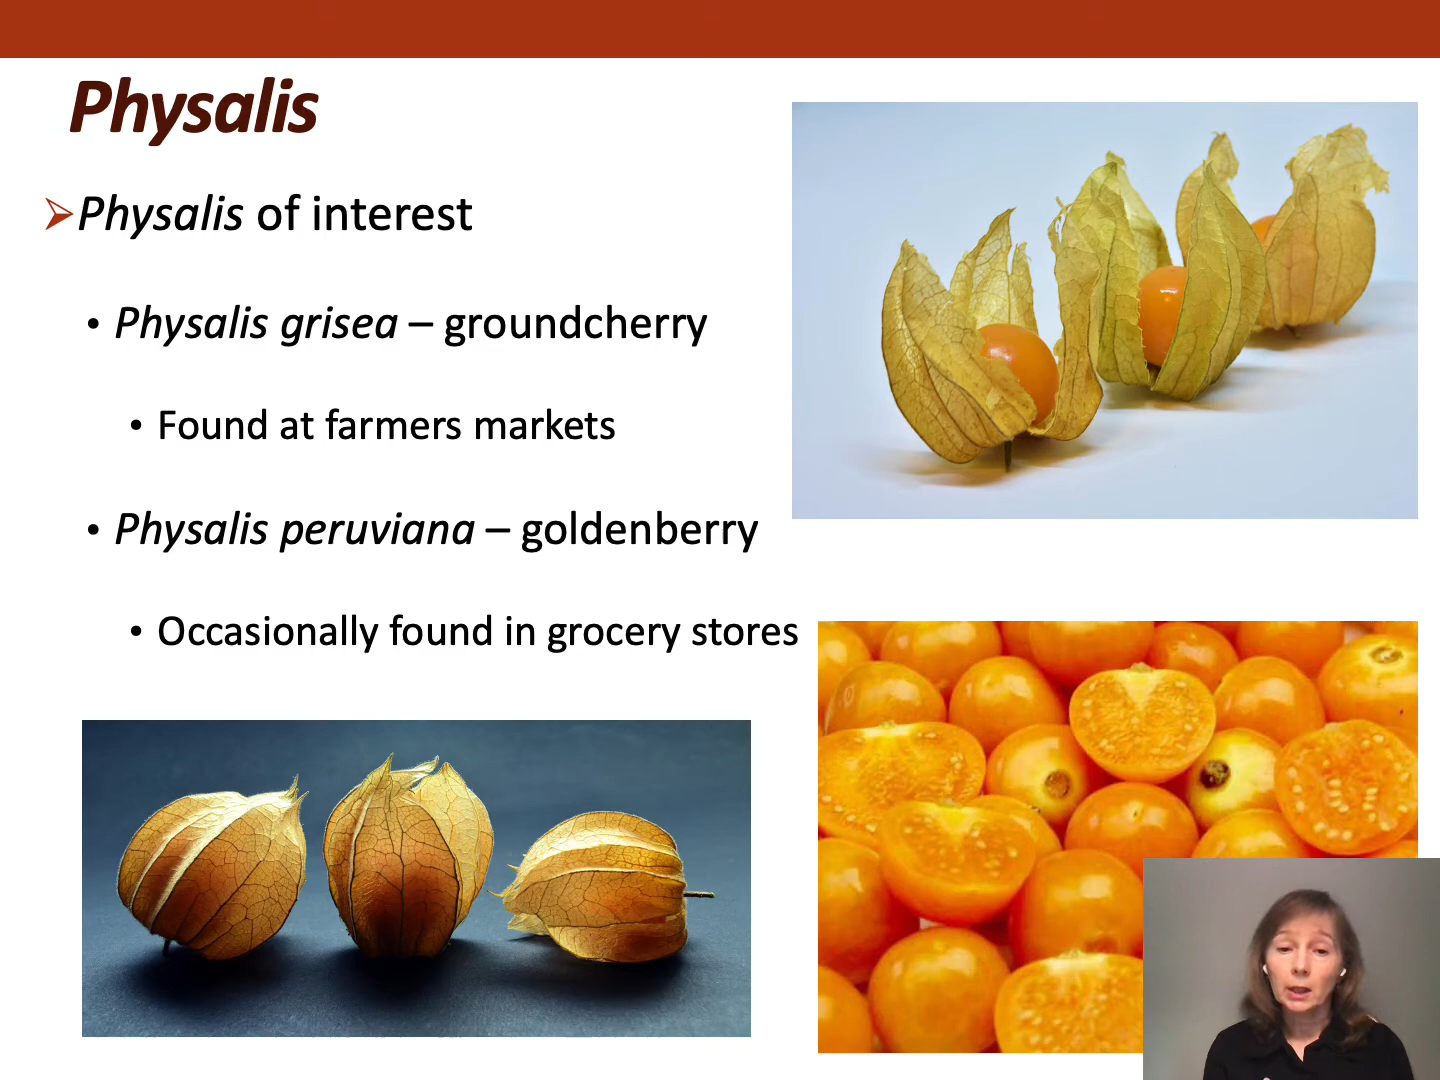 Physalis
➢Physalis of interest
• Physalis grisea – groundcherry
• Found at farmers markets
• Physalis peruviana – goldenberry
• Occasionally found in grocery stores